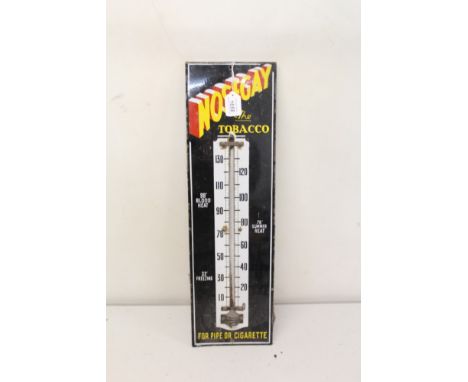 NOSEGAY
The
TOBACCO
130
120
110
100
90
80
70
60
50
40
30
20
10
98°
BLOOD
HEAT
76°
SUMMER
HEAT
32°
FREEZING
FOR PIPE OR CIGARETTE